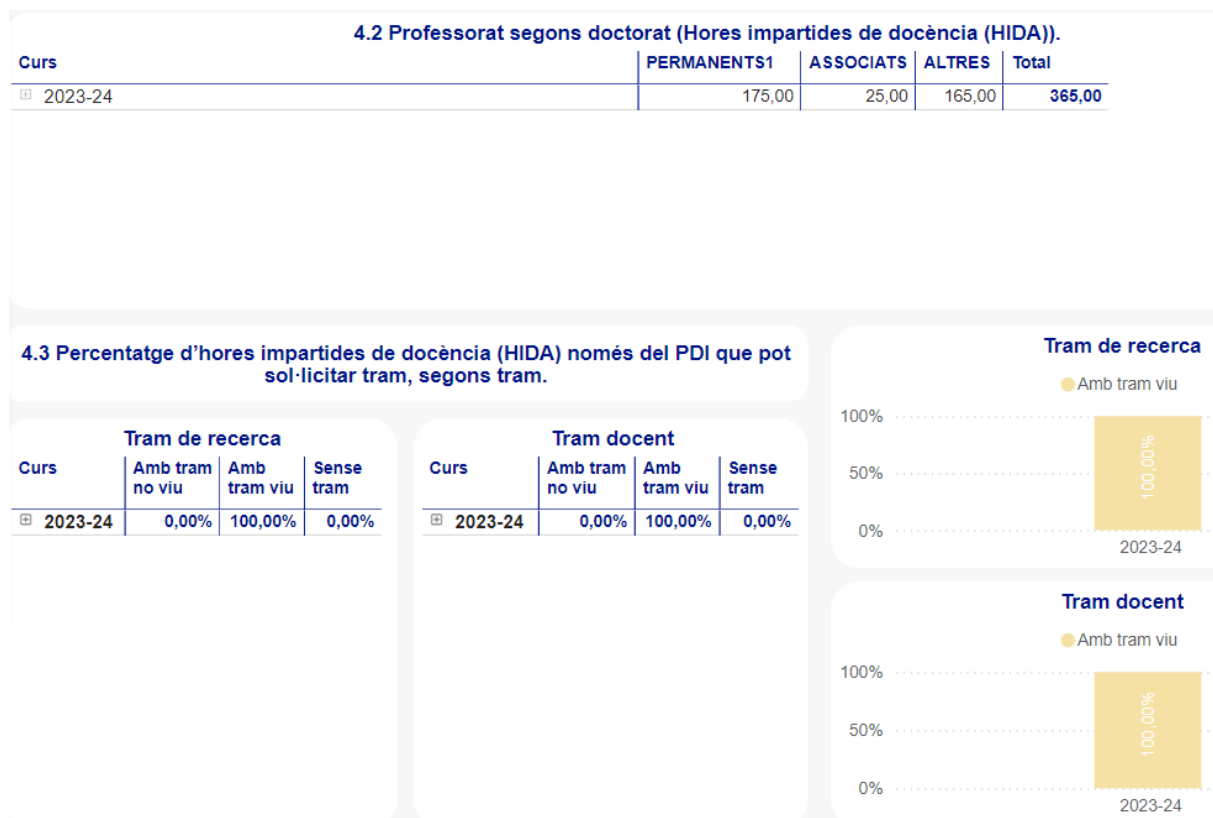 4.2 Professorat segons doctorat (Hores impartides de docència (HIDA)).
Curs PERMANENTS1 ASSOCIATS ALTRES Total
2023-24 175,00 25,00 165,00 365,00
4.3 Percentatge d'hores impartides de docència (HIDA) només del PDI que pot
sol·licitar tram, segons tram.
Tram de recerca
Curs Amb tram no viu Amb tram viu Sense tram
2023-24 0,00% 100,00% 0,00%
Tram docent
Curs Amb tram no viu Amb tram viu Sense tram
2023-24 0,00% 100,00% 0,00%
Tram de recerca
Amb tram viu
100%
50%
0%
100,00%
2023-24
Tram docent
Amb tram viu
100%
50%
0%
100,00%
2023-24